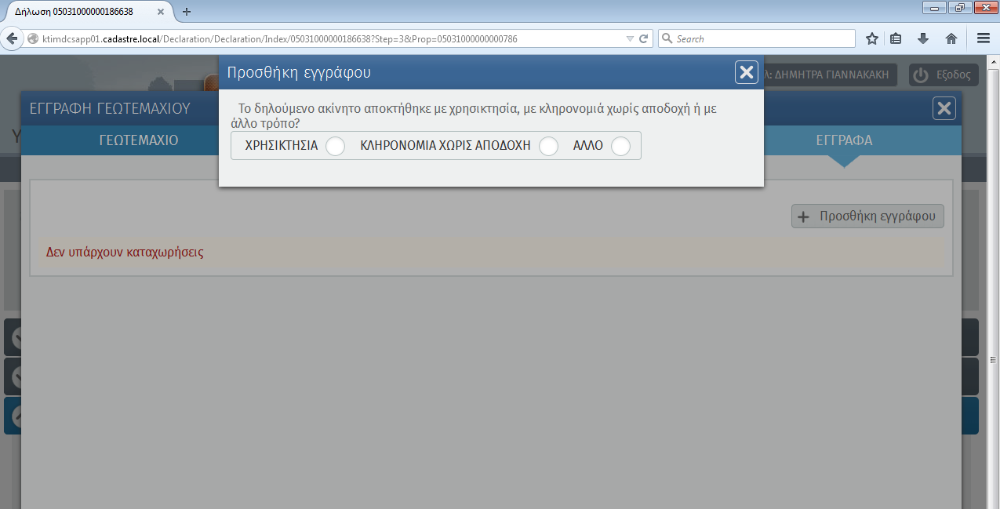 Δήλωση 05031000000186638
ktimdcsapp01.cadastre.local/Declaration/Declaration/Index/05031000000186638?Step=3&Prop=05031000000000786
Search
Προσθήκη εγγράφου
ΔΗΜΗΤΡΑ ΓΙΑΝΝΑΚΑΚΗ
Εξοδος
ΕΓΓΡΑΦΗ ΓΕΩΤΕΜΑΧΙΟΥ
Το δηλούμενο ακίνητο αποκτήθηκε με χρησικτησία, με κληρονομιά χωρίς αποδοχή ή με
άλλο τρόπο?
ΓΕΩΤΕΜΑΧΙΟ
ΧΡΗΣΙΚΤΗΣΙΑ ΚΛΗΡΟΝΟΜΙΑ ΧΩΡΙΣ ΑΠΟΔΟΧΗ ΑΛΛΟ
ΕΓΓΡΑΦΑ
Προσθήκη εγγράφου
Δεν υπάρχουν καταχωρήσεις